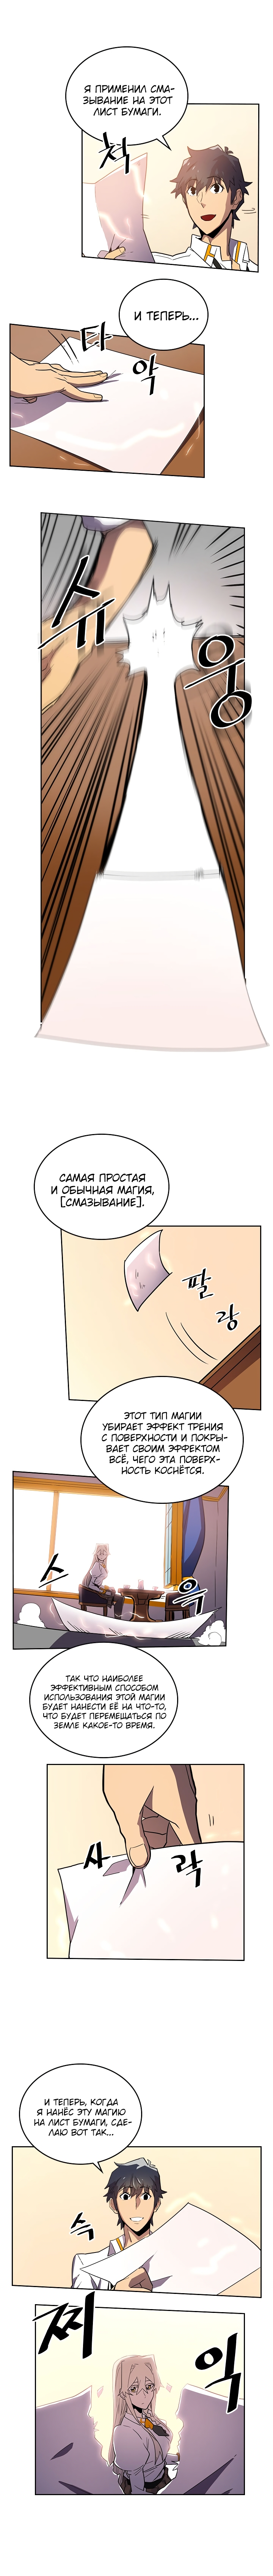 Я ПРИМЕНИЛ СМА-
ЗЫВАНИЕ НА ЭТОТ
ЛИСТ БУМАГИ.
척
И ТЕПЕРЬ...
타
악
슈
웅
САМАЯ ПРОСТАЯ
И ОБЫЧНАЯ МАГИЯ,
[СМАЗЫВАНИЕ].
팔
랑
ЭТОТ ТИП МАГИИ
УБИРАЕТ ЭФФЕКТ ТРЕНИЯ
С ПОВЕРХНОСТИ И ПОКРЫ-
ВАЕТ СВОИМ ЭФФЕКТОМ
ВСЁ, ЧЕГО ЭТА ПОВЕРХ-
НОСТЬ КОСНЁТСЯ.
스
윽
ТАК ЧТО НАИБОЛЕЕ
ЭФФЕКТИВНЫМ СПОСОБОМ
ИСПОЛЬЗОВАНИЯ ЭТОЙ МАГИИ
БУДЕТ НАНЕСТИ ЕЁ НА ЧТО-ТО,
ЧТО БУДЕТ ПЕРЕМЕЩАТЬСЯ ПО
ЗЕМЛЕ КАКОЕ-ТО ВРЕМЯ.
사
락
И ТЕПЕРЬ, КОГДА
Я НАНЁС ЭТУ МАГИЮ
НА ЛИСТ БУМАГИ, СДЕ-
ЛАЮ ВОТ ТАК...
슥
찌
익